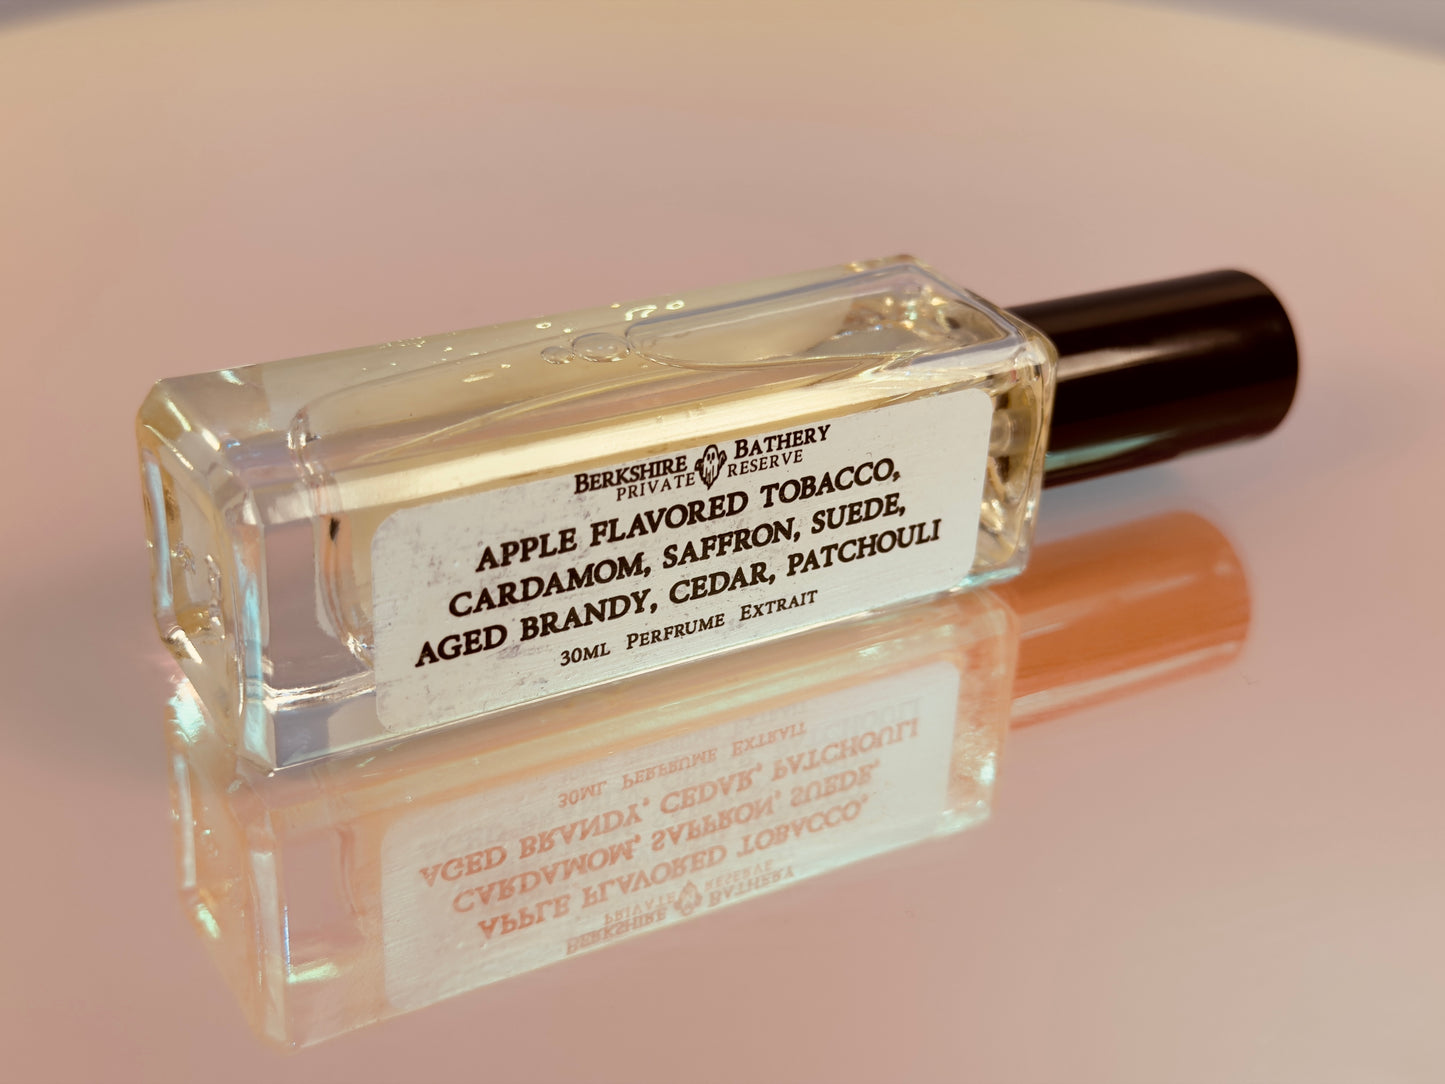 BERKSHIRE BATHERY
PRIVATE RESERVE
APPLE FLAVORED TOBACCO,
CARDAMOM, SAFFRON, SUEDE,
AGED BRANDY, CEDAR, PATCHOULI
30ML PERFRUME EXTRAIT